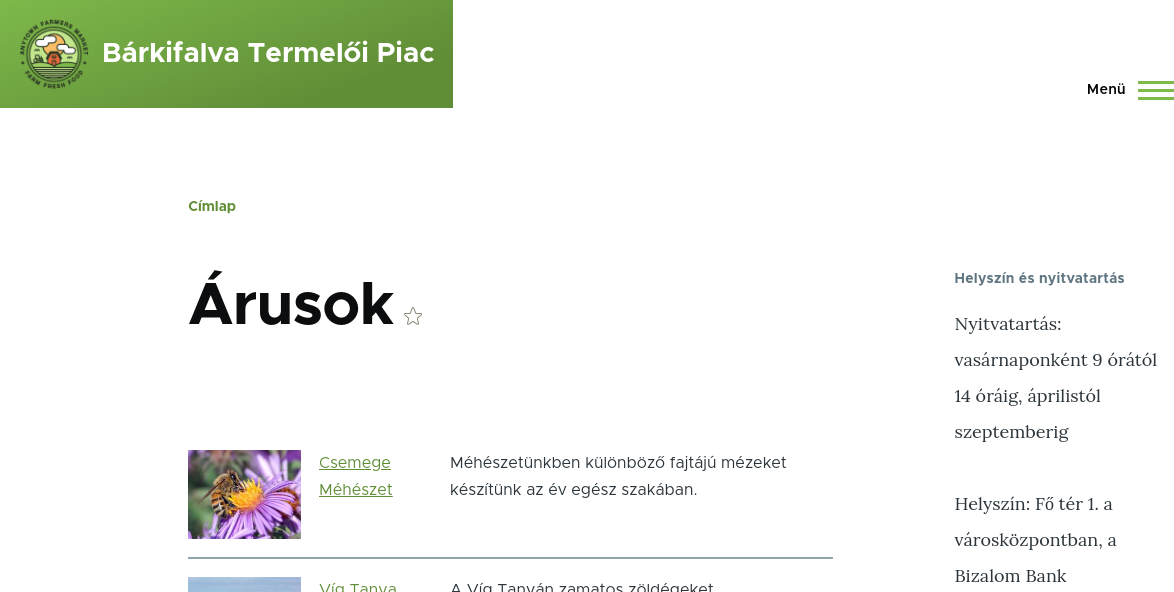 ANYTOWN FARMERS MARKET
FARM FRESH FOOD
Bárkifalva Termelői Piac
Menü
Címlap
Árusok
Csemege
Méhészet
Méhészetünkben különböző fajtájú mézeket
készítünk az év egész szakában.
Víg Tanya
A Víg Tanyán zamatos zöldégeket
Helyszín és nyitvatartás
Nyitvatartás:
vasárnaponként 9 órától
14 óráig, áprilistól
szeptemberig
Helyszín: Fő tér 1. a
városközpontban, a
Bizalom Bank